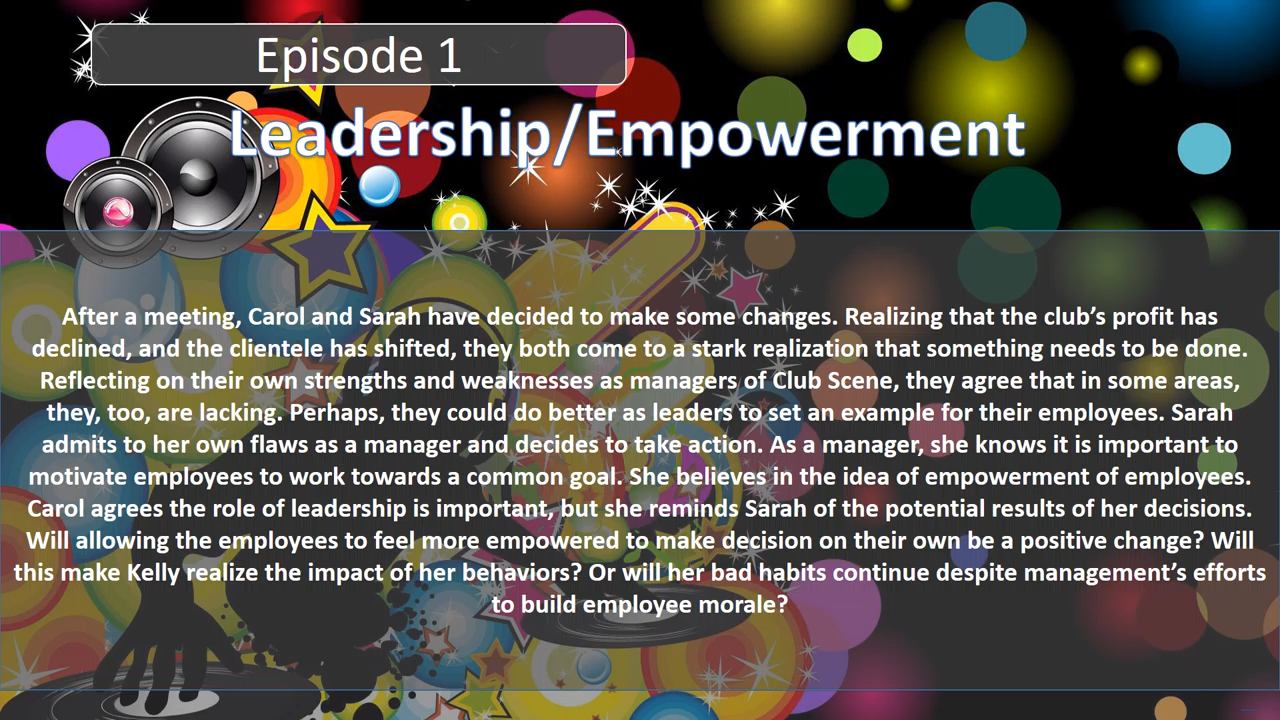 Episode 1
Leadership/Empowerment
After a meeting, Carol and Sarah have decided to make some changes. Realizing that the club’s profit has
declined, and the clientele has shifted, they both come to a stark realization that something needs to be done.
Reflecting on their own strengths and weaknesses as managers of Club Scene, they agree that in some areas,
they, too, are lacking. Perhaps, they could do better as leaders to set an example for their employees. Sarah
admits to her own flaws as a manager and decides to take action. As a manager, she knows it is important to
motivate employees to work towards a common goal. She believes in the idea of empowerment of employees.
Carol agrees the role of leadership is important, but she reminds Sarah of the potential results of her decisions.
Will allowing the employees to feel more empowered to make decision on their own be a positive change? Will
this make Kelly realize the impact of her behaviors? Or will her bad habits continue despite management’s efforts
to build employee morale?